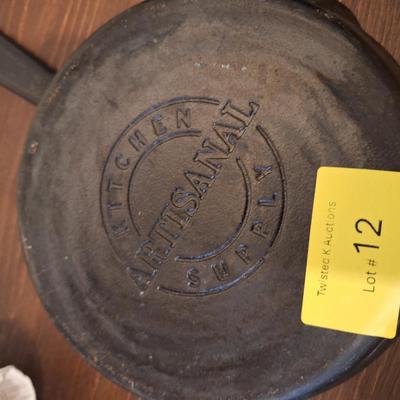 KITCHEN
ARTISANAL
SUPPLY
Twisted K Auctions
Lot # 12